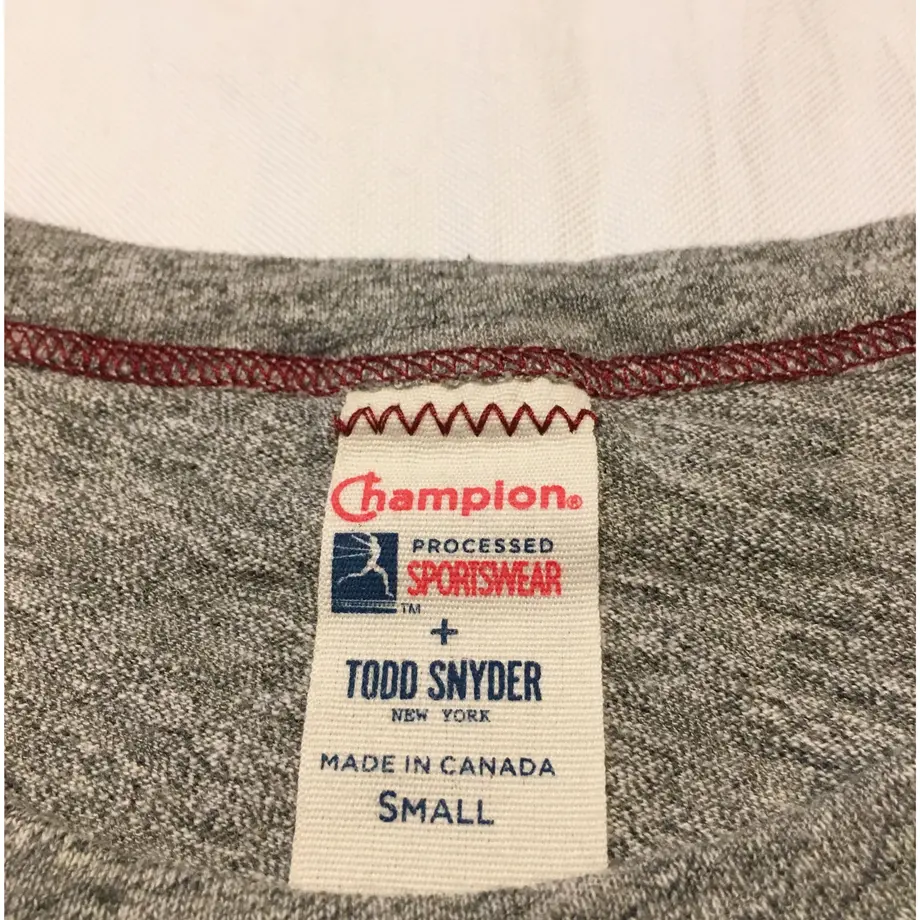 Champion®
PROCESSED
SPORTSWEAR
TM
+
TODD SNYDER
NEW YORK
MADE IN CANADA
SMALL